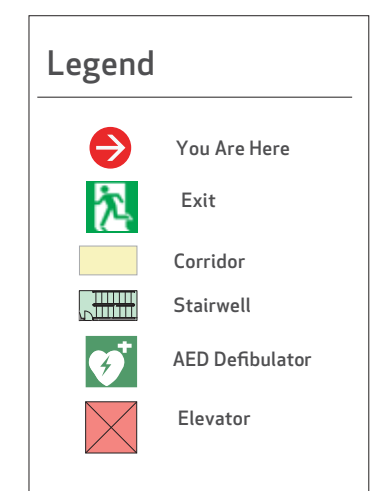 Legend
You Are Here
Exit
Corridor
Stairwell
AED Defibulator
Elevator